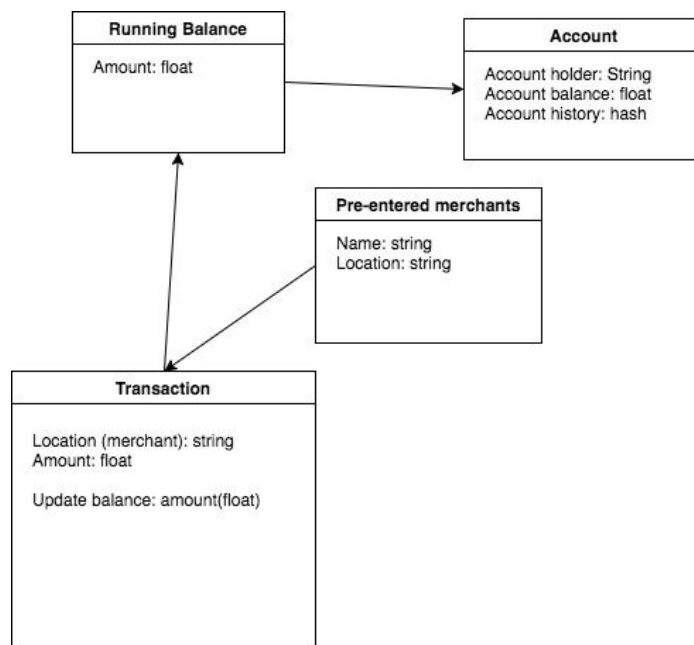 Running Balance
Amount: float
Account
Account holder: String
Account balance: float
Account history: hash
Pre-entered merchants
Name: string
Location: string
Transaction
Location (merchant): string
Amount: float
Update balance: amount(float)